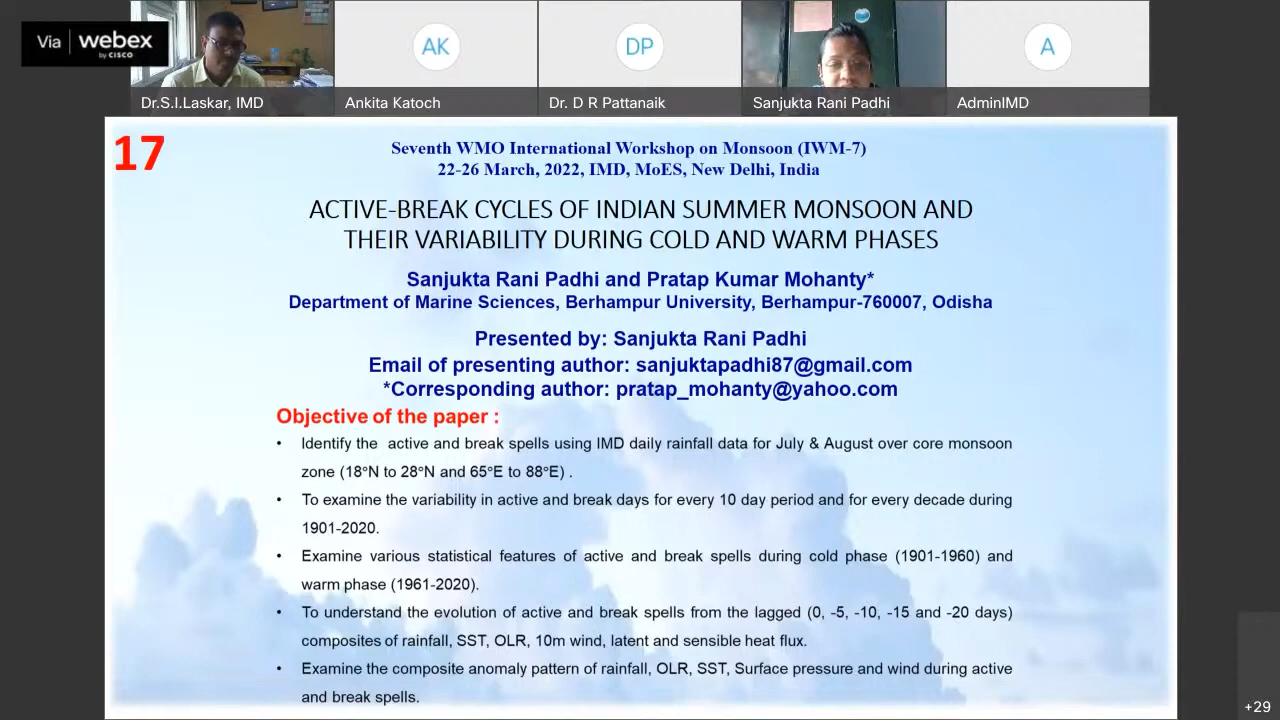 Via webex
by CISCO
Dr.S.I.Laskar, IMD
AK
Ankita Katoch
DP
Dr. D R Pattanaik
Sanjukta Rani Padhi
A
AdminIMD
17
Seventh WMO International Workshop on Monsoon (IWM-7)
22-26 March, 2022, IMD, MoES, New Delhi, India
ACTIVE-BREAK CYCLES OF INDIAN SUMMER MONSOON AND
THEIR VARIABILITY DURING COLD AND WARM PHASES
Sanjukta Rani Padhi and Pratap Kumar Mohanty*
Department of Marine Sciences, Berhampur University, Berhampur-760007, Odisha
Presented by: Sanjukta Rani Padhi
Email of presenting author: sanjuktapadhi87@gmail.com
*Corresponding author: pratap_mohanty@yahoo.com
Objective of the paper :
• Identify the active and break spells using IMD daily rainfall data for July & August over core monsoon
zone (18°N to 28°N and 65°E to 88°E) .
• To examine the variability in active and break days for every 10 day period and for every decade during
1901-2020.
• Examine various statistical features of active and break spells during cold phase (1901-1960) and
warm phase (1961-2020).
• To understand the evolution of active and break spells from the lagged (0, -5, -10, -15 and -20 days)
composites of rainfall, SST, OLR, 10m wind, latent and sensible heat flux.
• Examine the composite anomaly pattern of rainfall, OLR, SST, Surface pressure and wind during active
and break spells.
+29